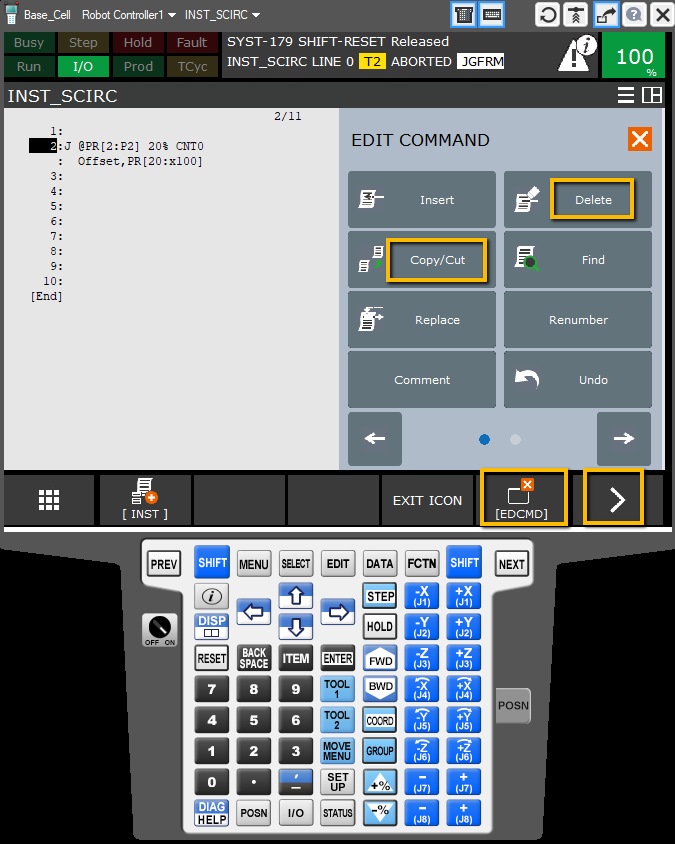 Base_Cell Robot Controller1 INST_SCIRC
Busy Step Hold Fault
Run I/O Prod TCyc
SYST-179 SHIFT-RESET Released
INST_SCIRC LINE 0 T2 ABORTED JGFRM
100
%
INST_SCIRC
2/11
1:
2:J @PR[2:P2] 20% CNT0
: Offset,PR[20:x100]
3:
4:
5:
6:
7:
8:
9:
10:
[End]
EDIT COMMAND
Insert Delete
Copy/Cut Find
Replace Renumber
Comment Undo
[ INST ] EXIT ICON [EDCMD]
PREV SHIFT MENU SELECT EDIT DATA FCTN SHIFT NEXT
i STEP -X (J1) +X (J1)
DISP HOLD -Y (J2) +Y (J2)
OFF ON
RESET BACK SPACE ITEM ENTER FWD -Z (J3) +Z (J3)
7 8 9 TOOL 1 BWD -X (J4) +X (J4)
4 5 6 TOOL 2 COORD -Y (J5) +Y (J5)
POSN
1 2 3 MOVE MENU GROUP -Z (J6) +Z (J6)
0 . , – SET UP +% – (J7) + (J7)
DIAG HELP POSN I/O STATUS -% – (J8) + (J8)